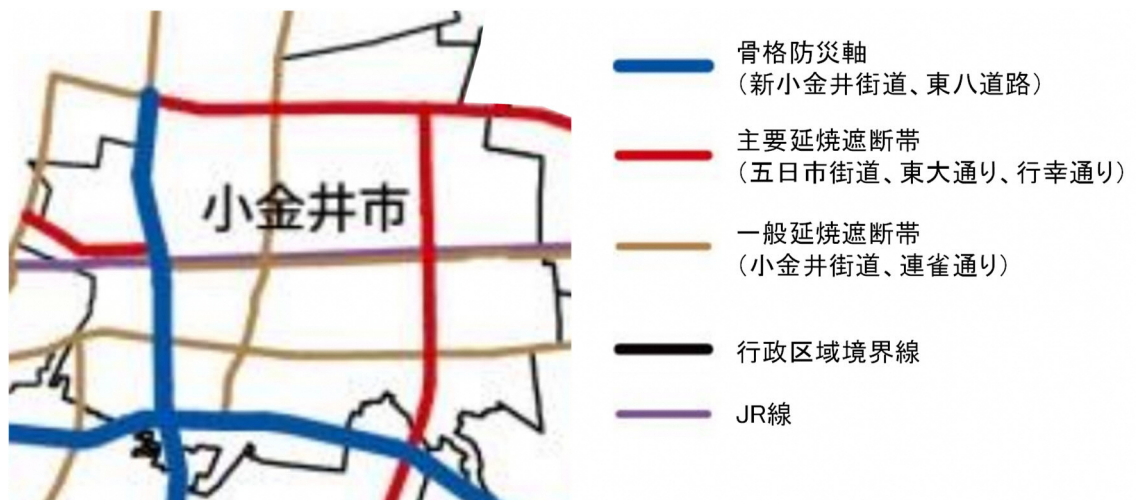 小金井市
骨格防災軸
（新小金井街道、東八道路）
主要延焼遮断帯
（五日市街道、東大通り、行幸通り）
一般延焼遮断帯
（小金井街道、連雀通り）
行政区域境界線
JR線